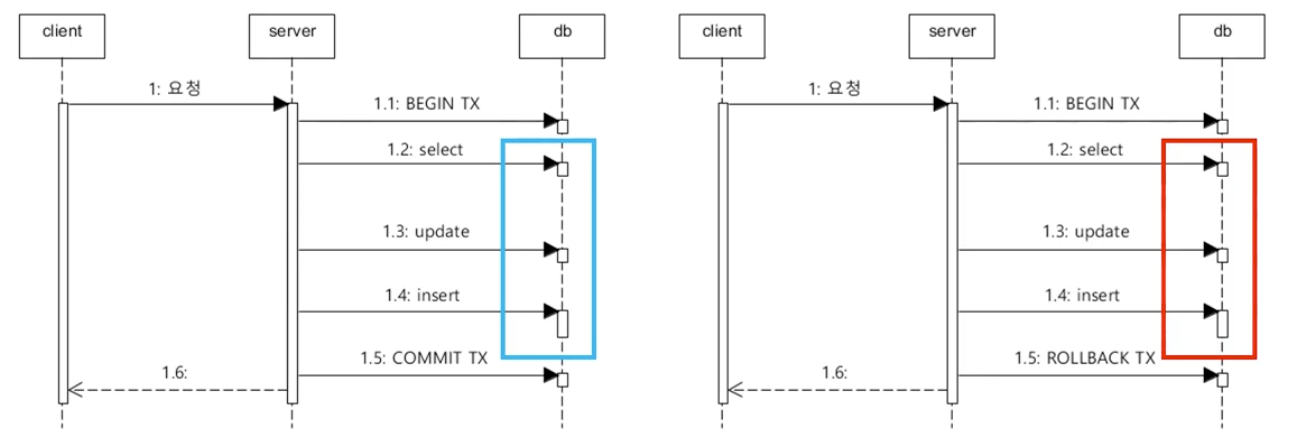 client
server
db
1: 요청
1.1: BEGIN TX
1.2: select
1.3: update
1.4: insert
1.5: COMMIT TX
1.6:
client
server
db
1: 요청
1.1: BEGIN TX
1.2: select
1.3: update
1.4: insert
1.5: ROLLBACK TX
1.6: